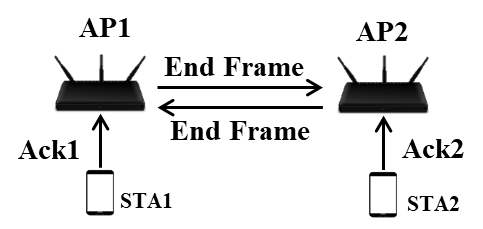 AP1
AP2
End Frame
End Frame
Ack1
Ack2
STA1
STA2